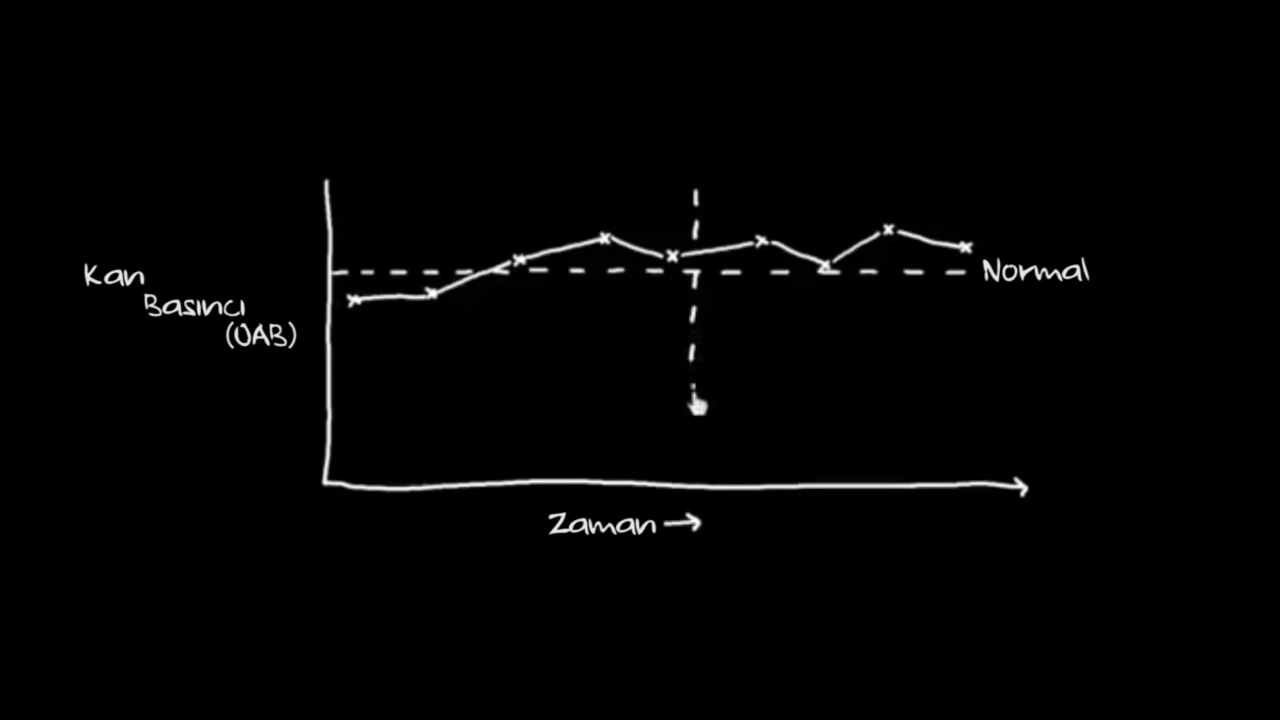 Kan
Basıncı
(OAB)
Normal
Zaman →